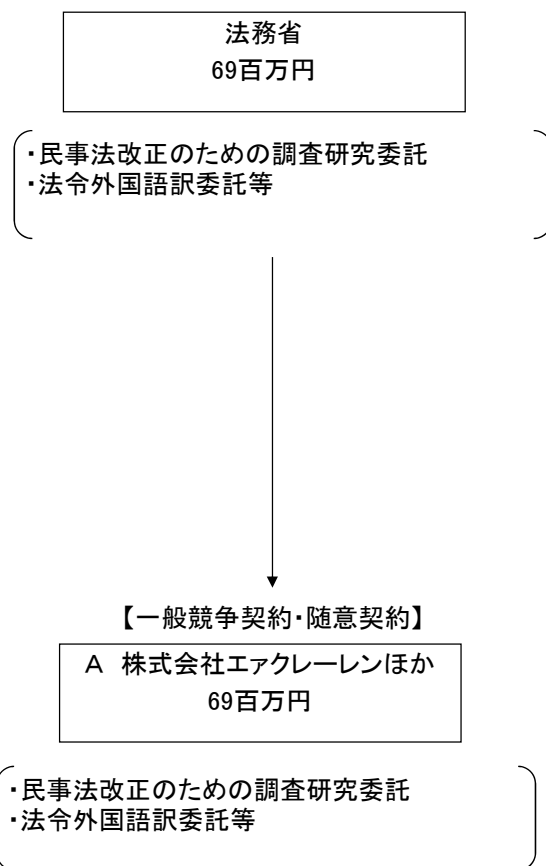 法務省
69百万円
・民事法改正のための調査研究委託
・法令外国語訳委託等
【一般競争契約・随意契約】
A 株式会社エァクレーレンほか
69百万円
・民事法改正のための調査研究委託
・法令外国語訳委託等